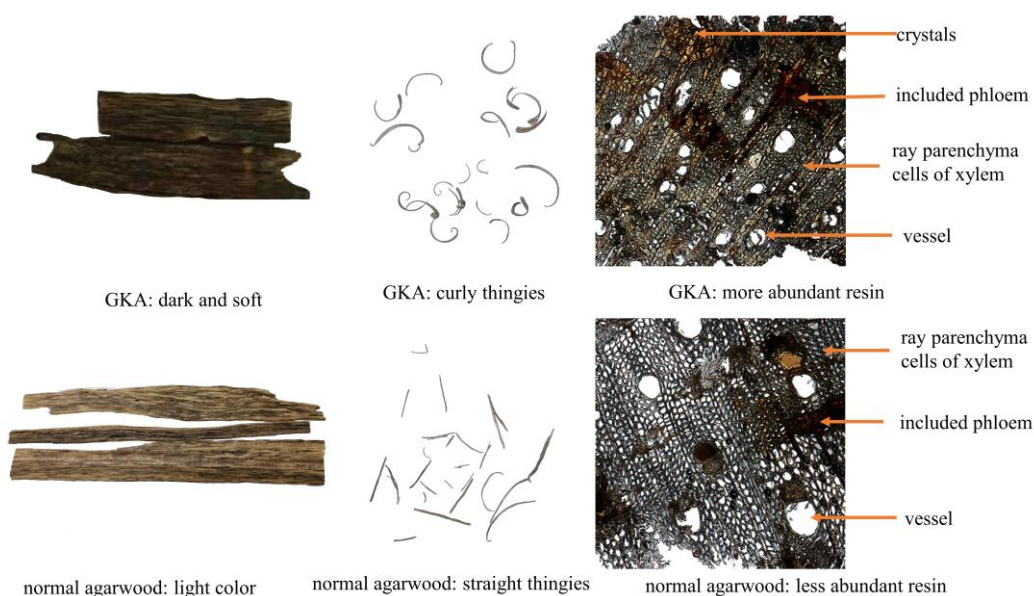 crystals
included phloem
ray parenchyma
cells of xylem
vessel
GKA: dark and soft
GKA: curly thingies
GKA: more abundant resin
ray parenchyma
cells of xylem
included phloem
vessel
normal agarwood: light color
normal agarwood: straight thingies
normal agarwood: less abundant resin